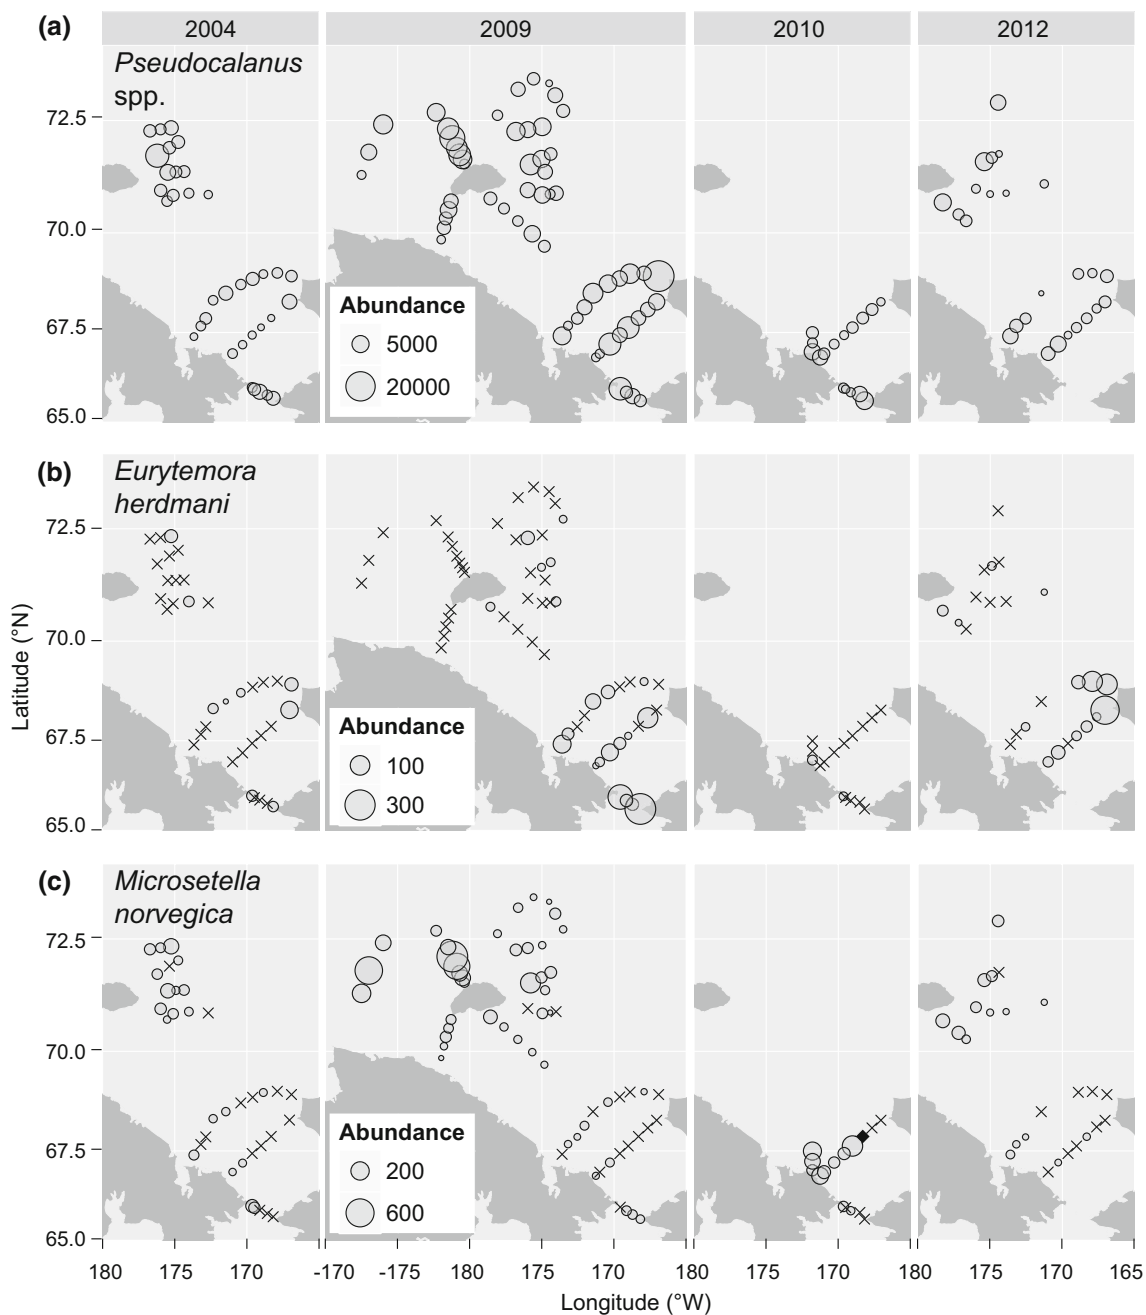 (a)
2004 2009 2010 2012
Pseudocalanus
spp.
72.5
70.0
67.5
65.0
Abundance
5000
20000
(b)
Eurytemora
herdmani
72.5
70.0
67.5
65.0
Abundance
100
300
Latitude (°N)
(c)
Microsetella
norvegica
72.5
70.0
67.5
65.0
Abundance
200
600
180 175 170 -170 -175 180 175 170 180 175 170 180 175 170 165
Longitude (°W)